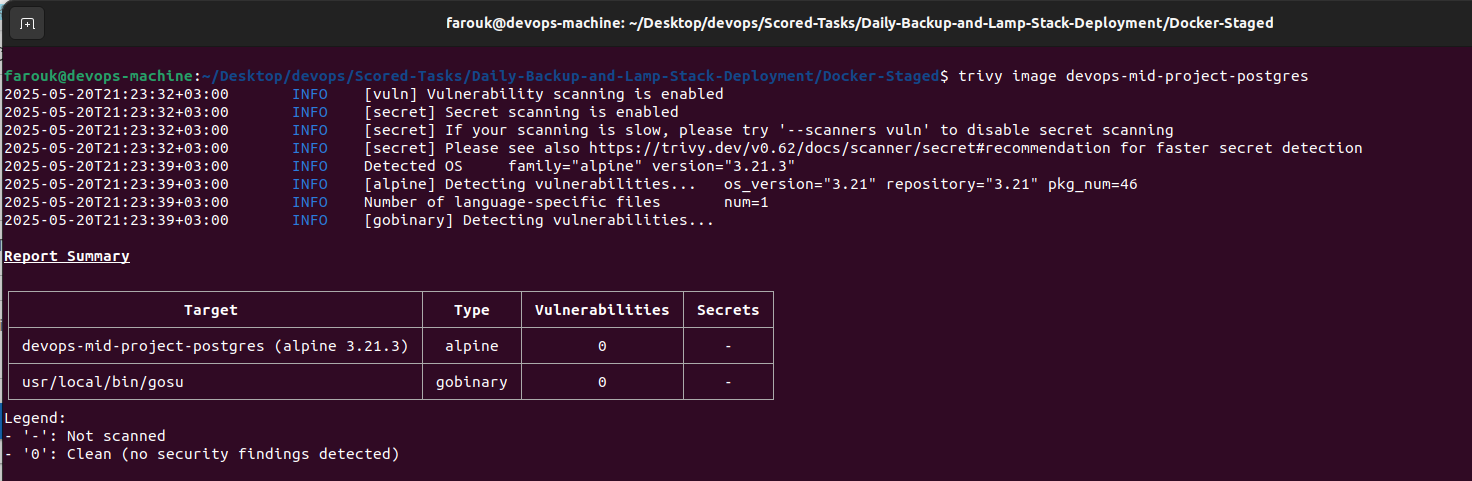 farouk@devops-machine: ~/Desktop/devops/Scored-Tasks/Daily-Backup-and-Lamp-Stack-Deployment/Docker-Staged
farouk@devops-machine:~/Desktop/devops/Scored-Tasks/Daily-Backup-and-Lamp-Stack-Deployment/Docker-Staged$ trivy image devops-mid-project-postgres
2025-05-20T21:23:32+03:00 INFO [vuln] Vulnerability scanning is enabled
2025-05-20T21:23:32+03:00 INFO [secret] Secret scanning is enabled
2025-05-20T21:23:32+03:00 INFO [secret] If your scanning is slow, please try '--scanners vuln' to disable secret scanning
2025-05-20T21:23:32+03:00 INFO [secret] Please see also https://trivy.dev/v0.62/docs/scanner/secret#recommendation for faster secret detection
2025-05-20T21:23:39+03:00 INFO Detected OS family="alpine" version="3.21.3"
2025-05-20T21:23:39+03:00 INFO [alpine] Detecting vulnerabilities... os_version="3.21" repository="3.21" pkg_num=46
2025-05-20T21:23:39+03:00 INFO Number of language-specific files num=1
2025-05-20T21:23:39+03:00 INFO [gobinary] Detecting vulnerabilities...
Report Summary
Target Type Vulnerabilities Secrets
devops-mid-project-postgres (alpine 3.21.3) alpine 0 -
usr/local/bin/gosu gobinary 0 -
Legend:
- '-': Not scanned
- '0': Clean (no security findings detected)